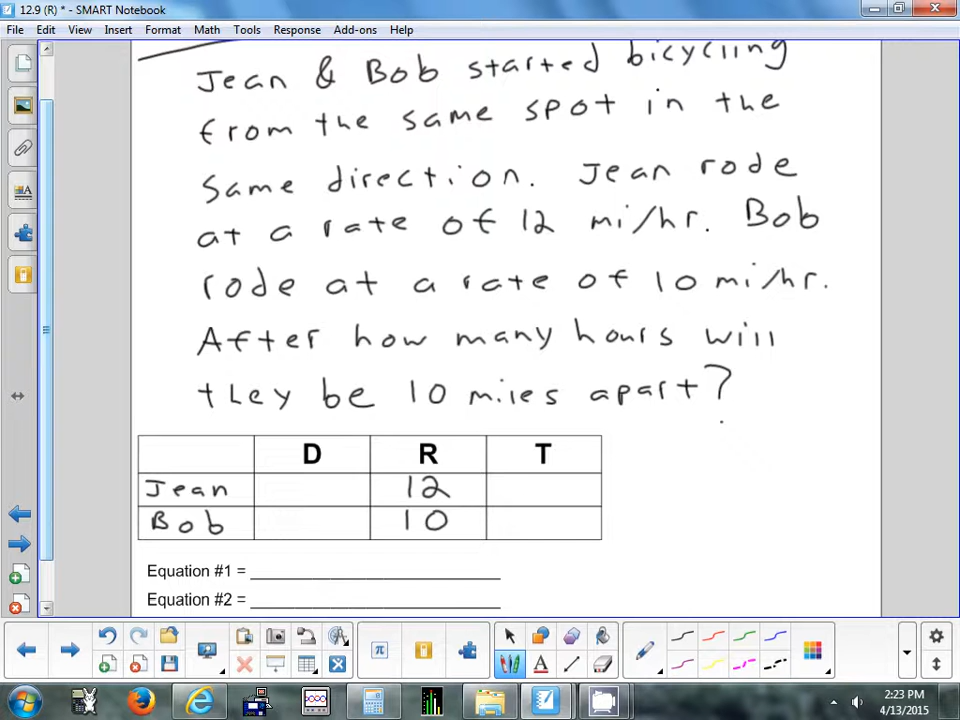 12.9 (R) * - SMART Notebook
File Edit View Insert Format Math Tools Response Add-ons Help
Jean & Bob started bicycling
from the same spot in the
same direction. Jean rode
at a rate of 12 mi/hr. Bob
rode at a rate of 10 mi/hr.
After how many hours will
they be 10 miles apart?
D R T
Jean 12
Bob 10
Equation #1 = ____________
Equation #2 = ____________
2:23 PM
4/13/2015